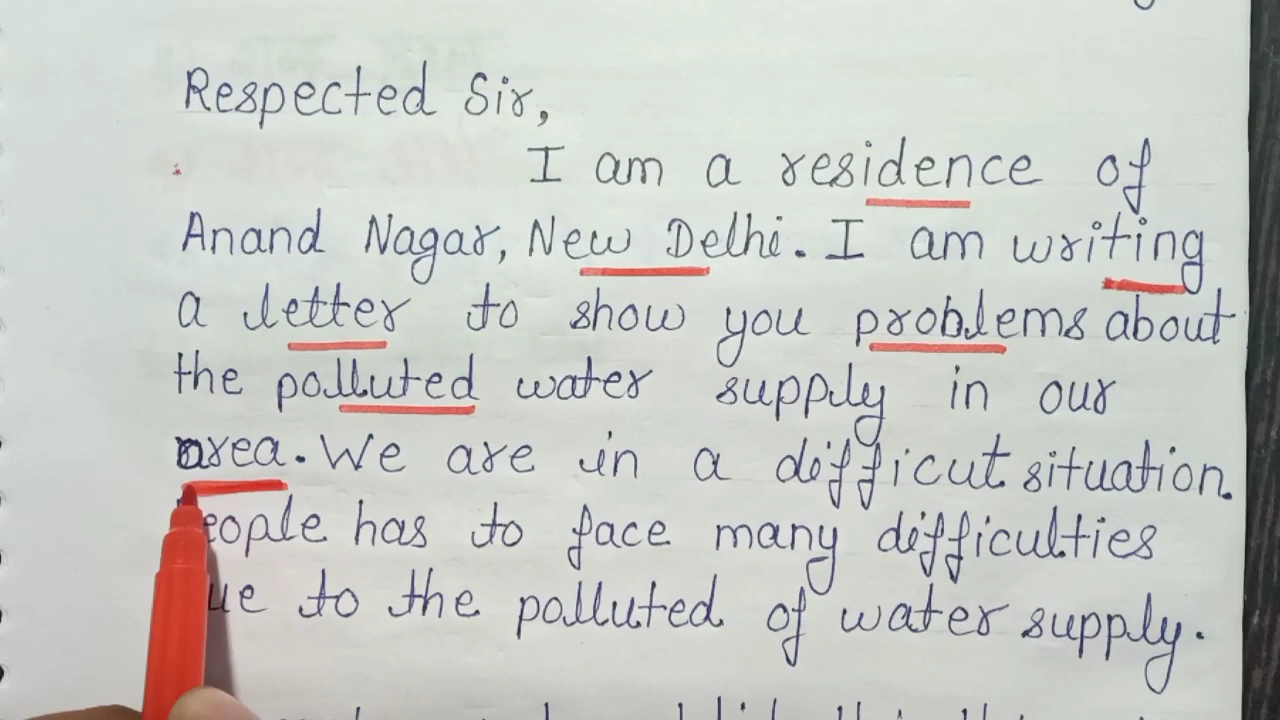 Respected Sir,
I am a residence of
Anand Nagar, New Delhi. I am writing
a letter to show you problems about
the polluted water supply in our
area. We are in a difficut situation.
People has to face many difficulties
due to the polluted of water supply.